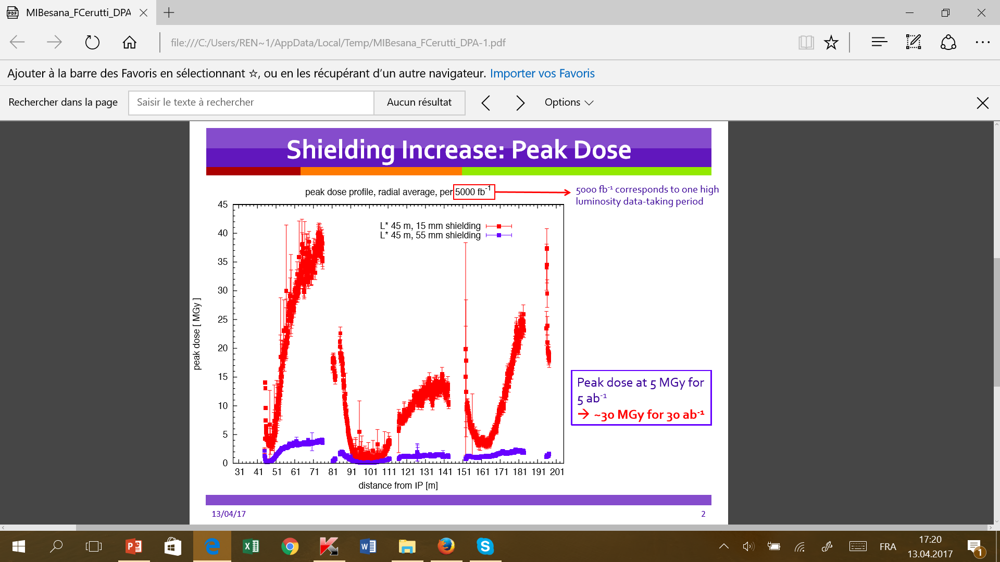 MIBesana_FCerutti_DPA
file:///C:/Users/REN~1/AppData/Local/Temp/MIBesana_FCerutti_DPA-1.pdf
Ajouter à la barre des Favoris en sélectionnant ☆, ou en les récupérant d’un autre navigateur. Importer vos Favoris
Rechercher dans la page Saisir le texte à rechercher Aucun résultat Options
Shielding Increase: Peak Dose
peak dose profile, radial average, per 5000 fb⁻¹
5000 fb⁻¹ corresponds to one high
luminosity data-taking period
L* 45 m, 15 mm shielding
L* 45 m, 55 mm shielding
45
40
35
30
25
20
15
10
5
0
peak dose [ MGy ]
31 41 51 61 71 81 91 101 111 121 131 141 151 161 171 181 191 201
distance from IP [m]
Peak dose at 5 MGy for
5 ab⁻¹
→ ~30 MGy for 30 ab⁻¹
13/04/17 2
FRA
17:20
13.04.2017
1